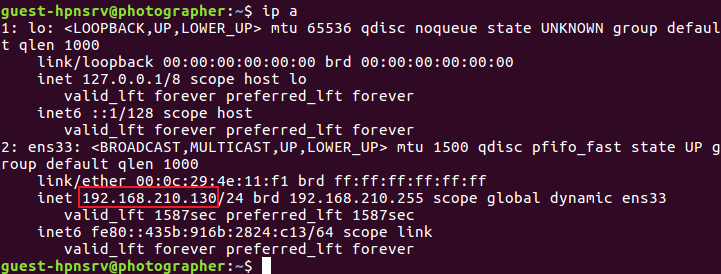 guest-hpnsrv@photographer:~$ ip a
1: lo: <LOOPBACK,UP,LOWER_UP> mtu 65536 qdisc noqueue state UNKNOWN group defaul
t qlen 1000
    link/loopback 00:00:00:00:00:00 brd 00:00:00:00:00:00
    inet 127.0.0.1/8 scope host lo
       valid_lft forever preferred_lft forever
    inet6 ::1/128 scope host
       valid_lft forever preferred_lft forever
2: ens33: <BROADCAST,MULTICAST,UP,LOWER_UP> mtu 1500 qdisc pfifo_fast state UP g
roup default qlen 1000
    link/ether 00:0c:29:4e:11:f1 brd ff:ff:ff:ff:ff:ff
    inet 192.168.210.130/24 brd 192.168.210.255 scope global dynamic ens33
       valid_lft 1587sec preferred_lft 1587sec
    inet6 fe80::435b:916b:2824:c13/64 scope link
       valid_lft forever preferred_lft forever
guest-hpnsrv@photographer:~$